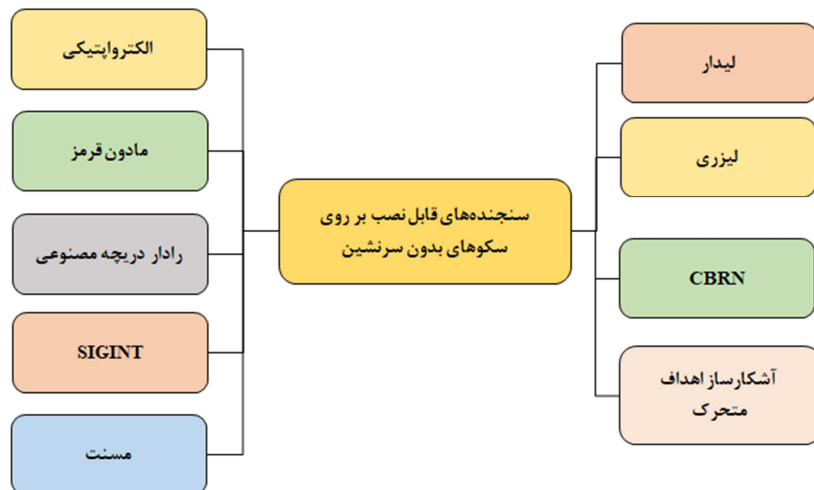 سنجنده‌های قابل نصب بر روی
سکوهای بدون سرنشین
لیدار
لیزری
CBRN
آشکارساز اهداف
متحرک
الکترواپتیکی
مادون قرمز
رادار دریچه مصنوعی
SIGINT
مسنت